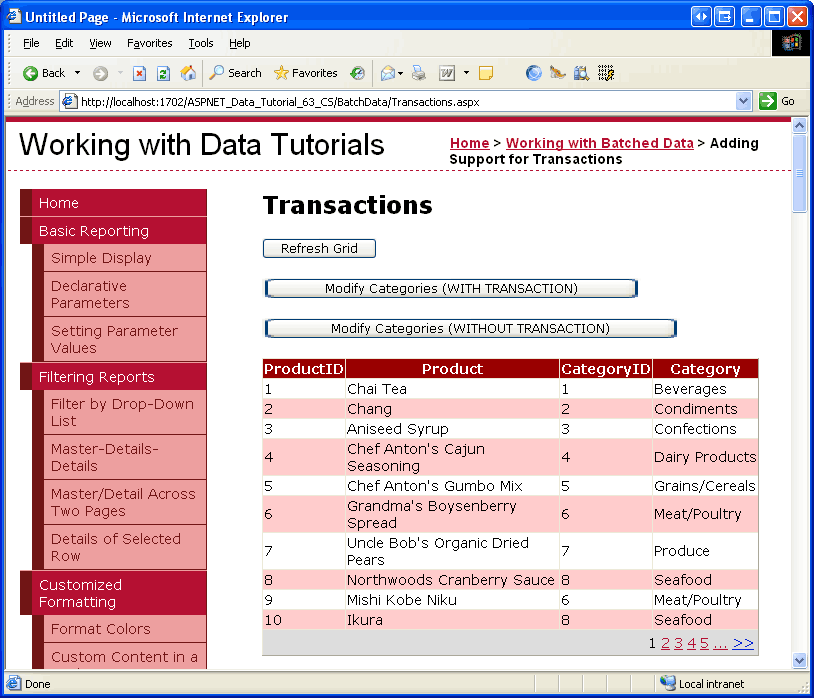 Untitled Page - Microsoft Internet Explorer
File Edit View Favorites Tools Help
Back Search Favorites
Address http://localhost:1702/ASPNET_Data_Tutorial_63_CS/BatchData/Transactions.aspx Go
Working with Data Tutorials
Home > Working with Batched Data > Adding
Support for Transactions
Home
Basic Reporting
Simple Display
Declarative
Parameters
Setting Parameter
Values
Filtering Reports
Filter by Drop-Down
List
Master-Details-
Details
Master/Detail Across
Two Pages
Details of Selected
Row
Customized
Formatting
Format Colors
Custom Content in a
Transactions
Refresh Grid
Modify Categories (WITH TRANSACTION)
Modify Categories (WITHOUT TRANSACTION)
ProductID Product CategoryID Category
1 Chai Tea 1 Beverages
2 Chang 2 Condiments
3 Aniseed Syrup 3 Confections
4 Chef Anton's Cajun
Seasoning 4 Dairy Products
5 Chef Anton's Gumbo Mix 5 Grains/Cereals
6 Grandma's Boysenberry
Spread 6 Meat/Poultry
7 Uncle Bob's Organic Dried
Pears 7 Produce
8 Northwoods Cranberry Sauce 8 Seafood
9 Mishi Kobe Niku 6 Meat/Poultry
10 Ikura 8 Seafood
1 2 3 4 5 ... >>
Done Local intranet